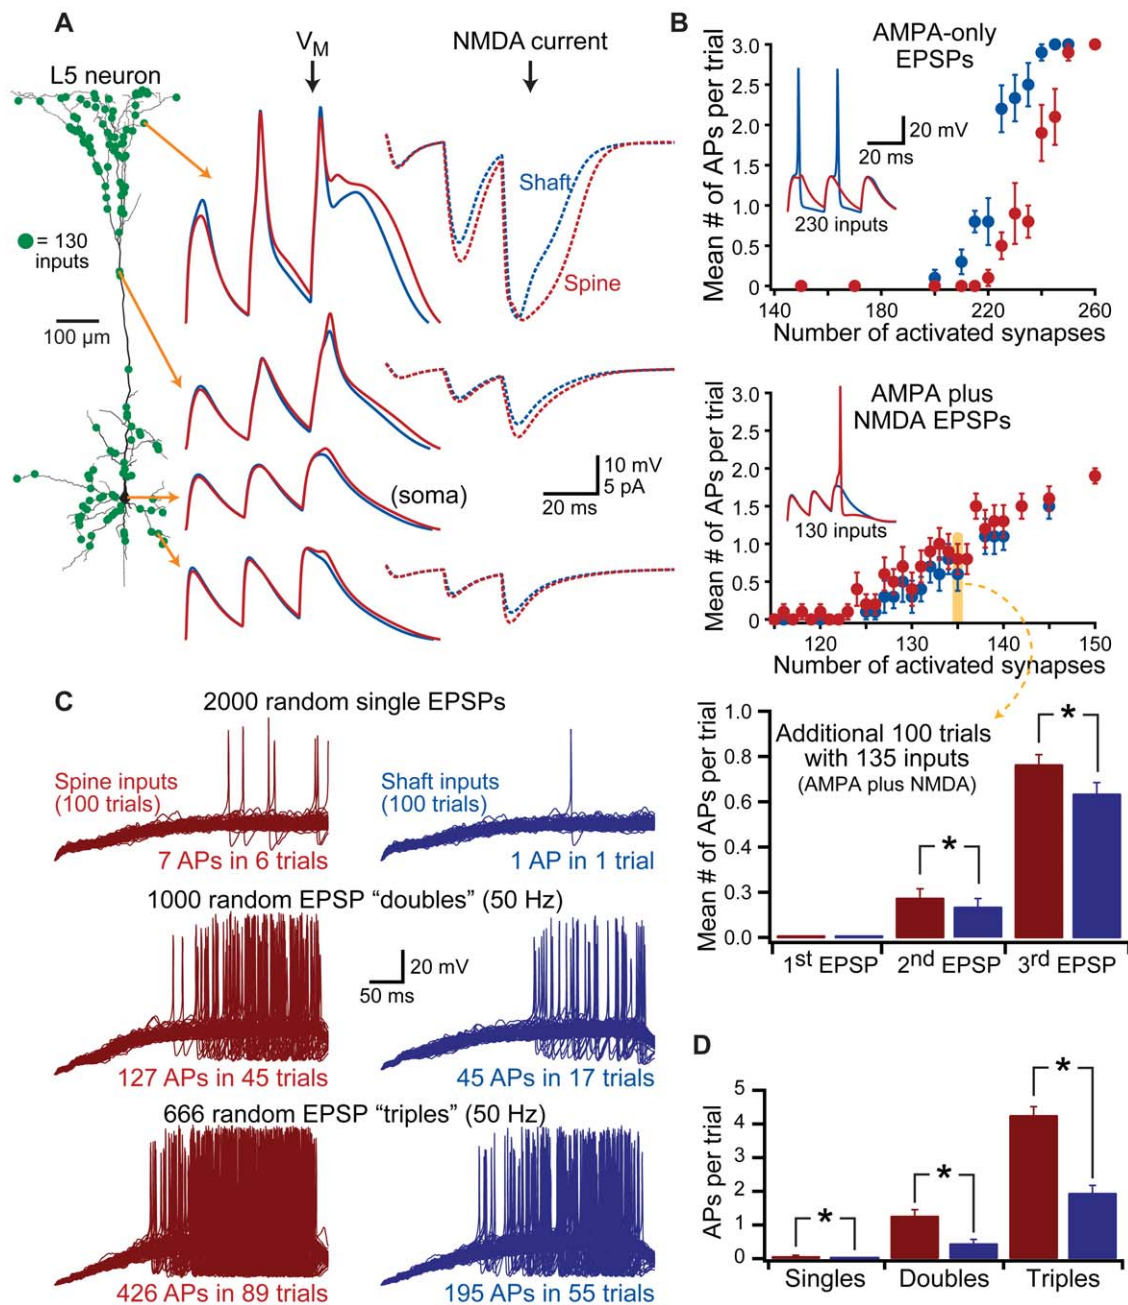 A
V_M
NMDA current
L5 neuron
Shaft
Spine
= 130
inputs
100 µm
(soma)
10 mV
5 pA
20 ms
B
Mean # of APs per trial
3.0
2.5
2.0
1.5
1.0
0.5
0
AMPA-only
EPSPs
20 mV
20 ms
230 inputs
140
180
220
260
Number of activated synapses
Mean # of APs per trial
3.0
2.5
2.0
1.5
1.0
0.5
0
AMPA plus
NMDA EPSPs
130 inputs
120
130
140
150
Number of activated synapses
Mean # of APs per trial
1.0
0.8
0.6
0.3
0.0
Additional 100 trials
with 135 inputs
(AMPA plus NMDA)
*
*
1st EPSP
2nd EPSP
3rd EPSP
C
2000 random single EPSPs
Spine inputs
(100 trials)
Shaft inputs
(100 trials)
7 APs in 6 trials
1 AP in 1 trial
1000 random EPSP “doubles” (50 Hz)
20 mV
50 ms
127 APs in 45 trials
45 APs in 17 trials
666 random EPSP “triples” (50 Hz)
426 APs in 89 trials
195 APs in 55 trials
D
APs per trial
5
4
3
2
1
0
*
*
*
Singles
Doubles
Triples